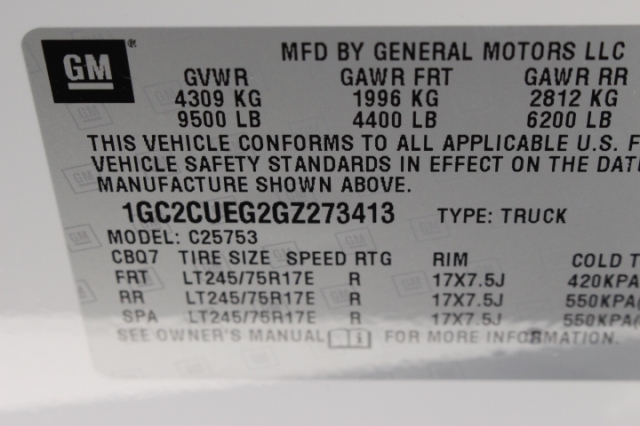 GM ® MFD BY GENERAL MOTORS LLC
GVWR GAWR FRT GAWR RR
4309 KG 1996 KG 2812 KG
9500 LB 4400 LB 6200 LB
THIS VEHICLE CONFORMS TO ALL APPLICABLE U.S. F
VEHICLE SAFETY STANDARDS IN EFFECT ON THE DAT
MANUFACTURE SHOWN ABOVE.
1GC2CUEG2GZ273413 TYPE: TRUCK
MODEL: C25753
CBQ7 TIRE SIZE SPEED RTG RIM COLD T
FRT LT245/75R17E R 17X7.5J 420KPA
RR LT245/75R17E R 17X7.5J 550KPA/
SPA LT245/75R17E R 17X7.5J 550KPA/
SEE OWNER'S MANUAL FOR MORE INFORMATION.